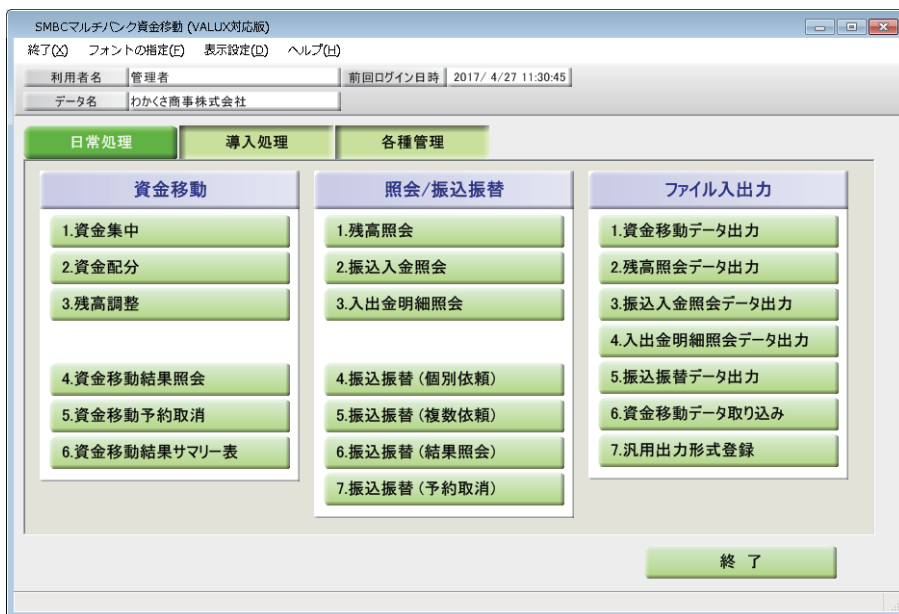 SMBCマルチバンク資金移動 (VALUX対応版)
終了(X) フォントの指定(F) 表示設定(D) ヘルプ(H)
利用者名 管理者 前回ログイン日時 2017/ 4/27 11:30:45
データ名 わかくさ商事株式会社
日常処理 導入処理 各種管理
資金移動
1.資金集中
2.資金配分
3.残高調整
4.資金移動結果照会
5.資金移動予約取消
6.資金移動結果サマリー表
照会/振込振替
1.残高照会
2.振込入金照会
3.入出金明細照会
4.振込振替(個別依頼)
5.振込振替(複数依頼)
6.振込振替(結果照会)
7.振込振替(予約取消)
ファイル入出力
1.資金移動データ出力
2.残高照会データ出力
3.振込入金照会データ出力
4.入出金明細照会データ出力
5.振込振替データ出力
6.資金移動データ取り込み
7.汎用出力形式登録
終 了